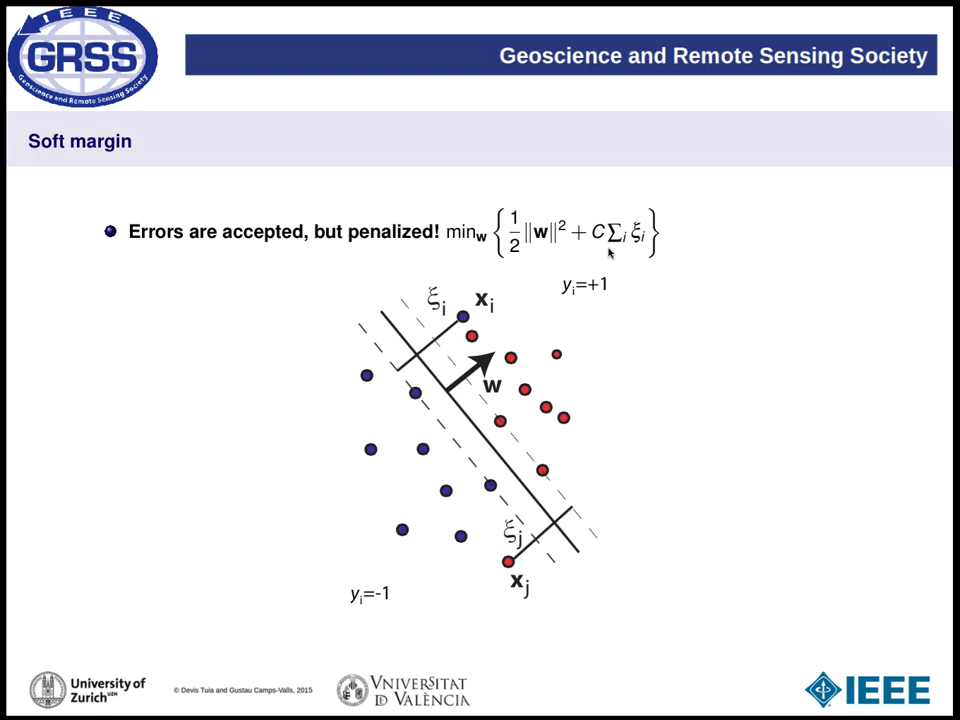 IEEE
GRSS
Geoscience and Remote Sensing Society
Geoscience and Remote Sensing Society
Soft margin
Errors are accepted, but penalized! min_w { 1/2 ‖w‖² + C∑_i ξ_i }
y_i=+1
ξ_i x_i
w
ξ_j
x_j
y_i=-1
University of
Zurich UZH
© Devis Tuia and Gustau Camps-Valls, 2015
VNIVERSITAT
ID VALÈNCIA
IEEE